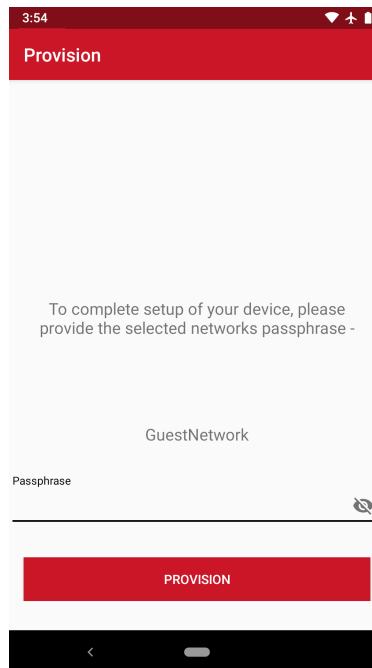 3:54
Provision
To complete setup of your device, please
provide the selected networks passphrase -
GuestNetwork
Passphrase
PROVISION